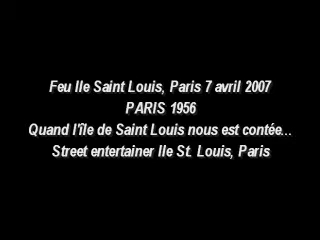 Feu Ile Saint Louis, Paris 7 avril 2007
PARIS 1956
Quand l'île de Saint Louis nous est contée...
Street entertainer Ile St. Louis, Paris